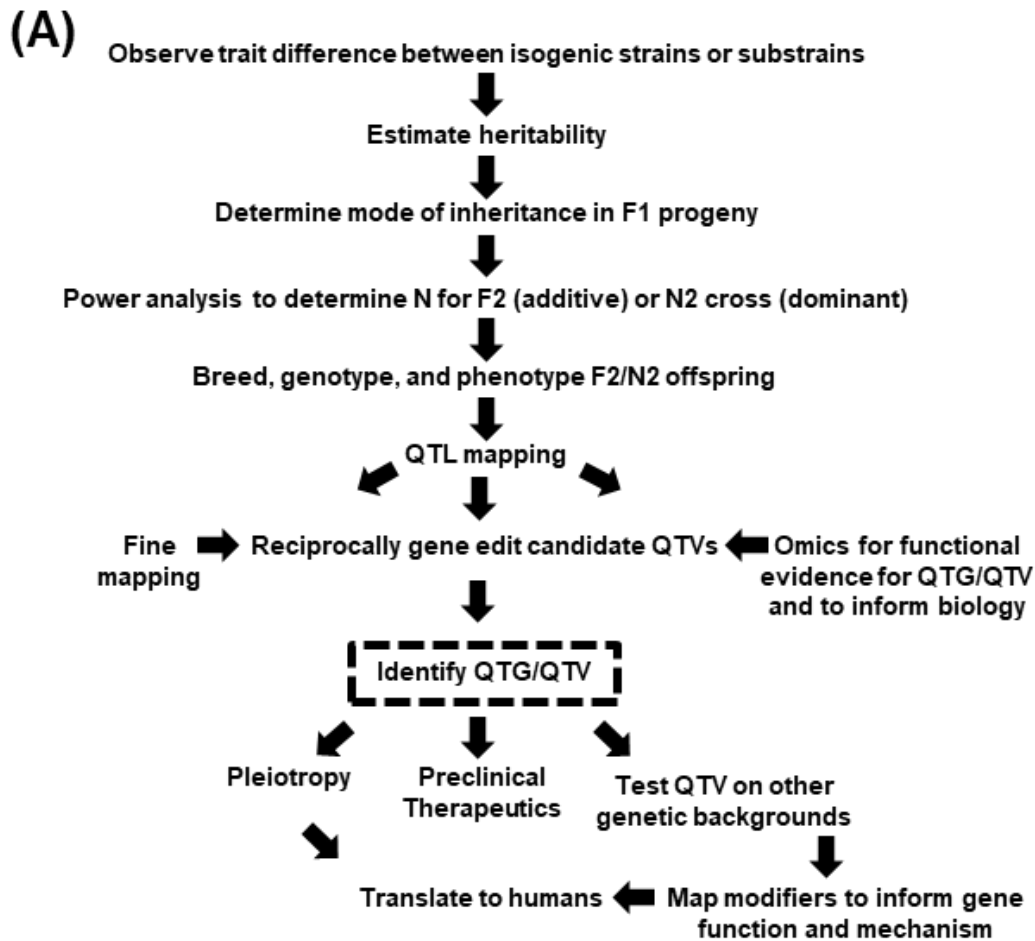 (A)
Observe trait difference between isogenic strains or substrains
Estimate heritability
Determine mode of inheritance in F1 progeny
Power analysis to determine N for F2 (additive) or N2 cross (dominant)
Breed, genotype, and phenotype F2/N2 offspring
QTL mapping
Fine
mapping
Reciprocally gene edit candidate QTVs
Omics for functional
evidence for QTG/QTV
and to inform biology
Identify QTG/QTV
Pleiotropy
Preclinical
Therapeutics
Test QTV on other
genetic backgrounds
Translate to humans
Map modifiers to inform gene
function and mechanism